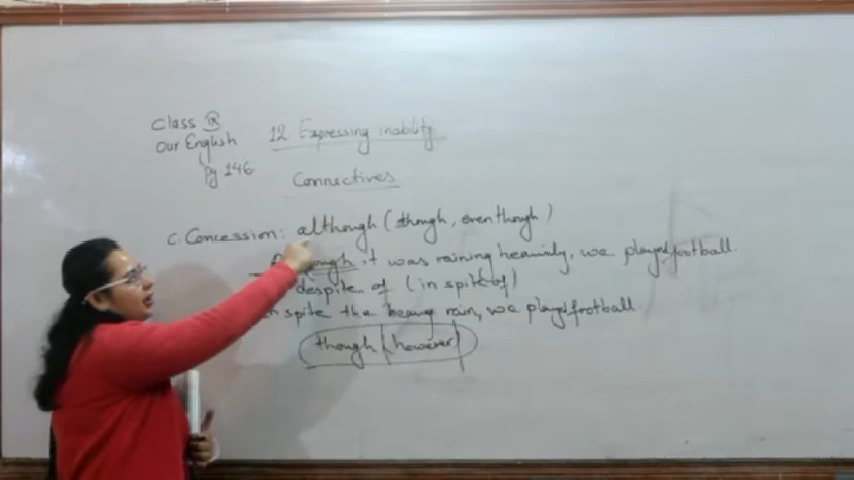 Class 8
Our English
Pg 146
12 Expressing inability
Connectives
C. Concession: although (though, even though)
it was raining heavinly, we played football.
despite of (in spite of)
spite the heavy rain, we played football.
though (however)